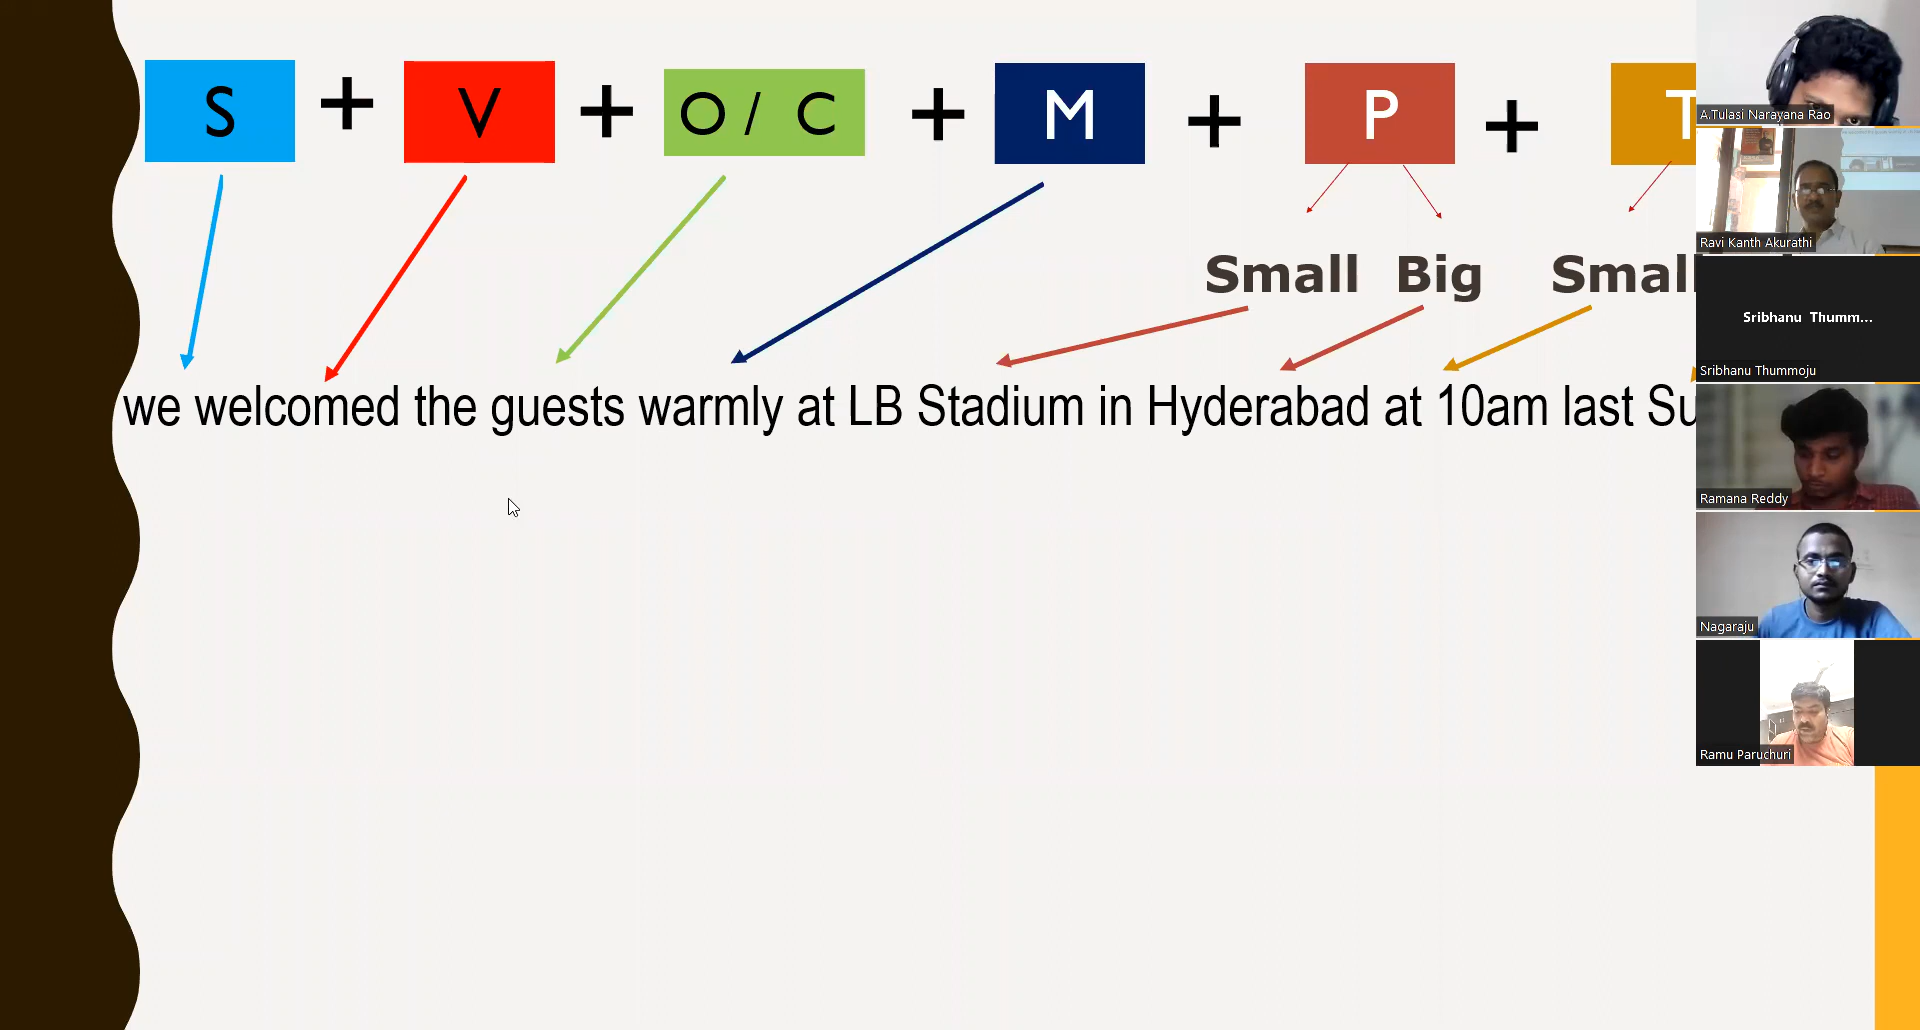 S + V + O / C + M + P + T
Small Big Small
we welcomed the guests warmly at LB Stadium in Hyderabad at 10am last Su
A.Tulasi Narayana Rao
Ravi Kanth Akurathi
Sribhanu Thumm...
Sribhanu Thummoju
Ramana Reddy
Nagaraju
Ramu Paruchuri